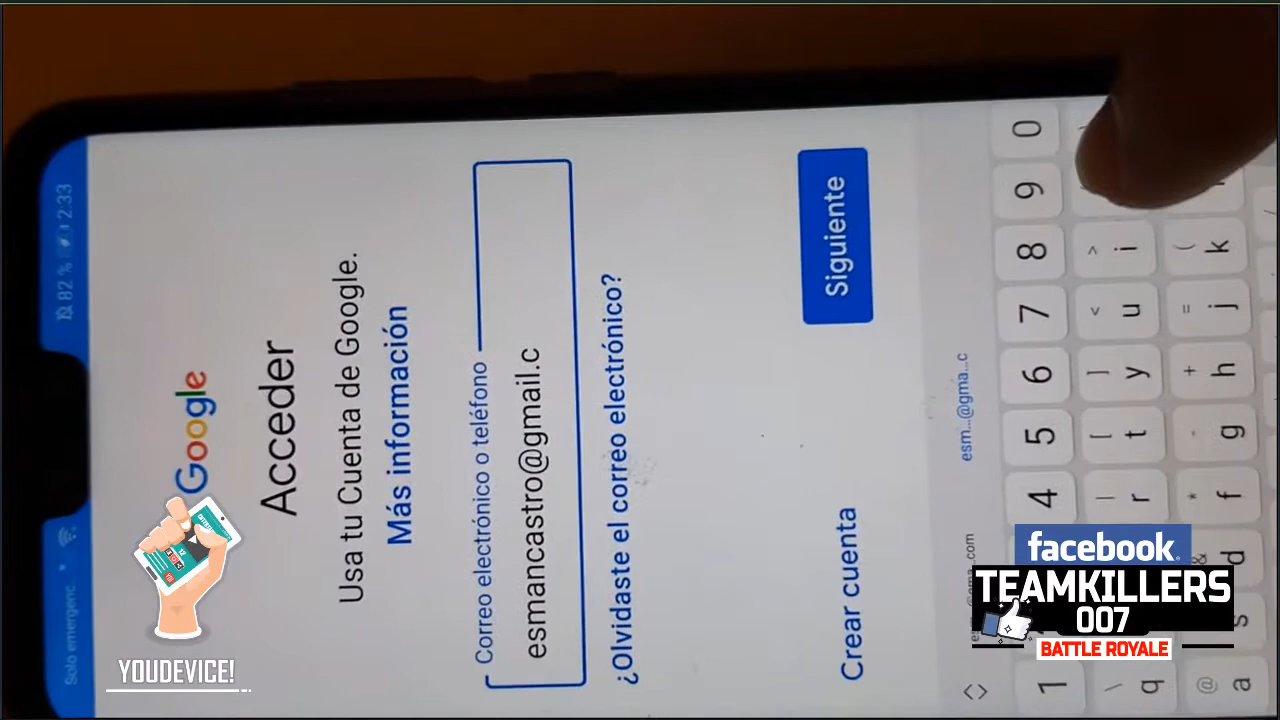 Solo emergenc...
82 %
2:33
Google
Acceder
Usa tu Cuenta de Google.
Más información
Correo electrónico o teléfono
esmancastro@gmail.c
¿Olvidaste el correo electrónico?
Crear cuenta
Siguiente
esm...@gma...c
1 4 5 6 7 8 9 0
q r t y u i
a s d f g h j k
YOUDEVICE!
facebook
TEAMKILLERS
007
BATTLE ROYALE